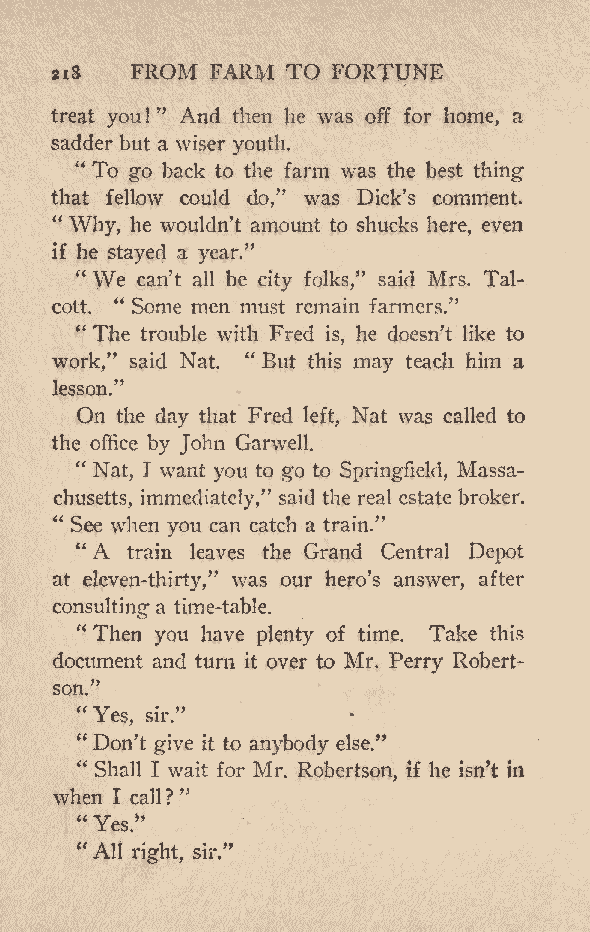 218 FROM FARM TO FORTUNE
treat you!” And then he was off for home, a
sadder but a wiser youth.
“To go back to the farm was the best thing
that fellow could do,” was Dick’s comment.
“Why, he wouldn’t amount to shucks here, even
if he stayed a year.”
“We can’t all be city folks,” said Mrs. Tal-
cott. “Some men must remain farmers.”
“The trouble with Fred is, he doesn’t like to
work,” said Nat. “But this may teach him a
lesson.”
On the day that Fred left, Nat was called to
the office by John Garwell.
“Nat, I want you to go to Springfield, Massa-
chusetts, immediately,” said the real estate broker.
“See when you can catch a train.”
“A train leaves the Grand Central Depot
at eleven-thirty,” was our hero’s answer, after
consulting a time-table.
“Then you have plenty of time. Take this
document and turn it over to Mr. Perry Robert-
son.”
“Yes, sir.”
“Don’t give it to anybody else.”
“Shall I wait for Mr. Robertson, if he isn’t in
when I call?”
“Yes.”
“All right, sir.”